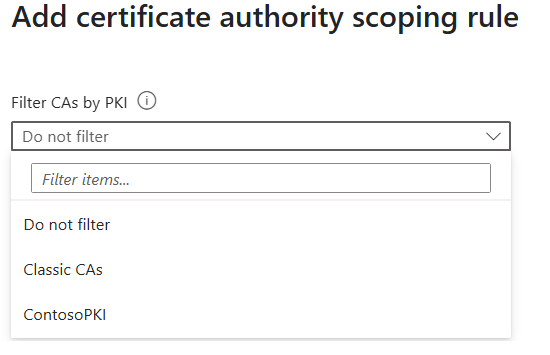 Add certificate authority scoping rule
Filter CAs by PKI
Do not filter
Filter items...
Do not filter
Classic CAs
ContosoPKI